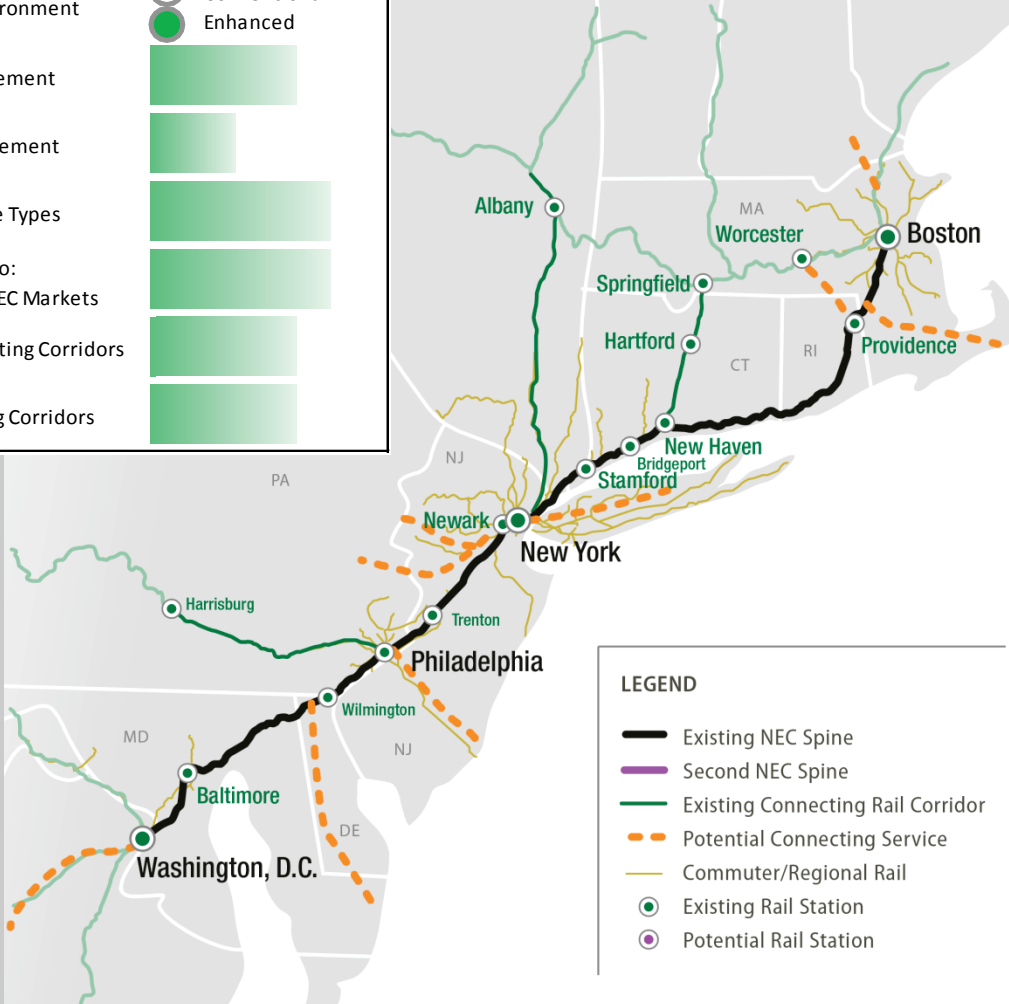 Enhanced
e Types
o:
EC Markets
ting Corridors
g Corridors
Albany
MA
Worcester
Boston
Springfield
Hartford
CT
RI
Providence
New Haven
Bridgeport
Stamford
NJ
PA
Newark
New York
Harrisburg
Trenton
Philadelphia
Wilmington
MD
NJ
Baltimore
DE
Washington, D.C.
LEGEND
Existing NEC Spine
Second NEC Spine
Existing Connecting Rail Corridor
Potential Connecting Service
Commuter/Regional Rail
Existing Rail Station
Potential Rail Station